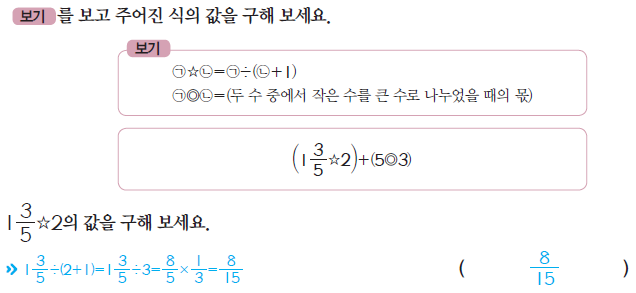 보기 를 보고 주어진 식의 값을 구해 보세요.
보기
㉠☆㉡=㉠÷(㉡+1)
㉠◎㉡=(두 수 중에서 작은 수를 큰 수로 나누었을 때의 몫)
(1 3/5 ☆2)+(5◎3)
1 3/5 ☆2의 값을 구해 보세요.
» 1 3/5 ÷(2+1)=1 3/5 ÷3= 8/5 × 1/3 = 8/15 ( 8/15 )